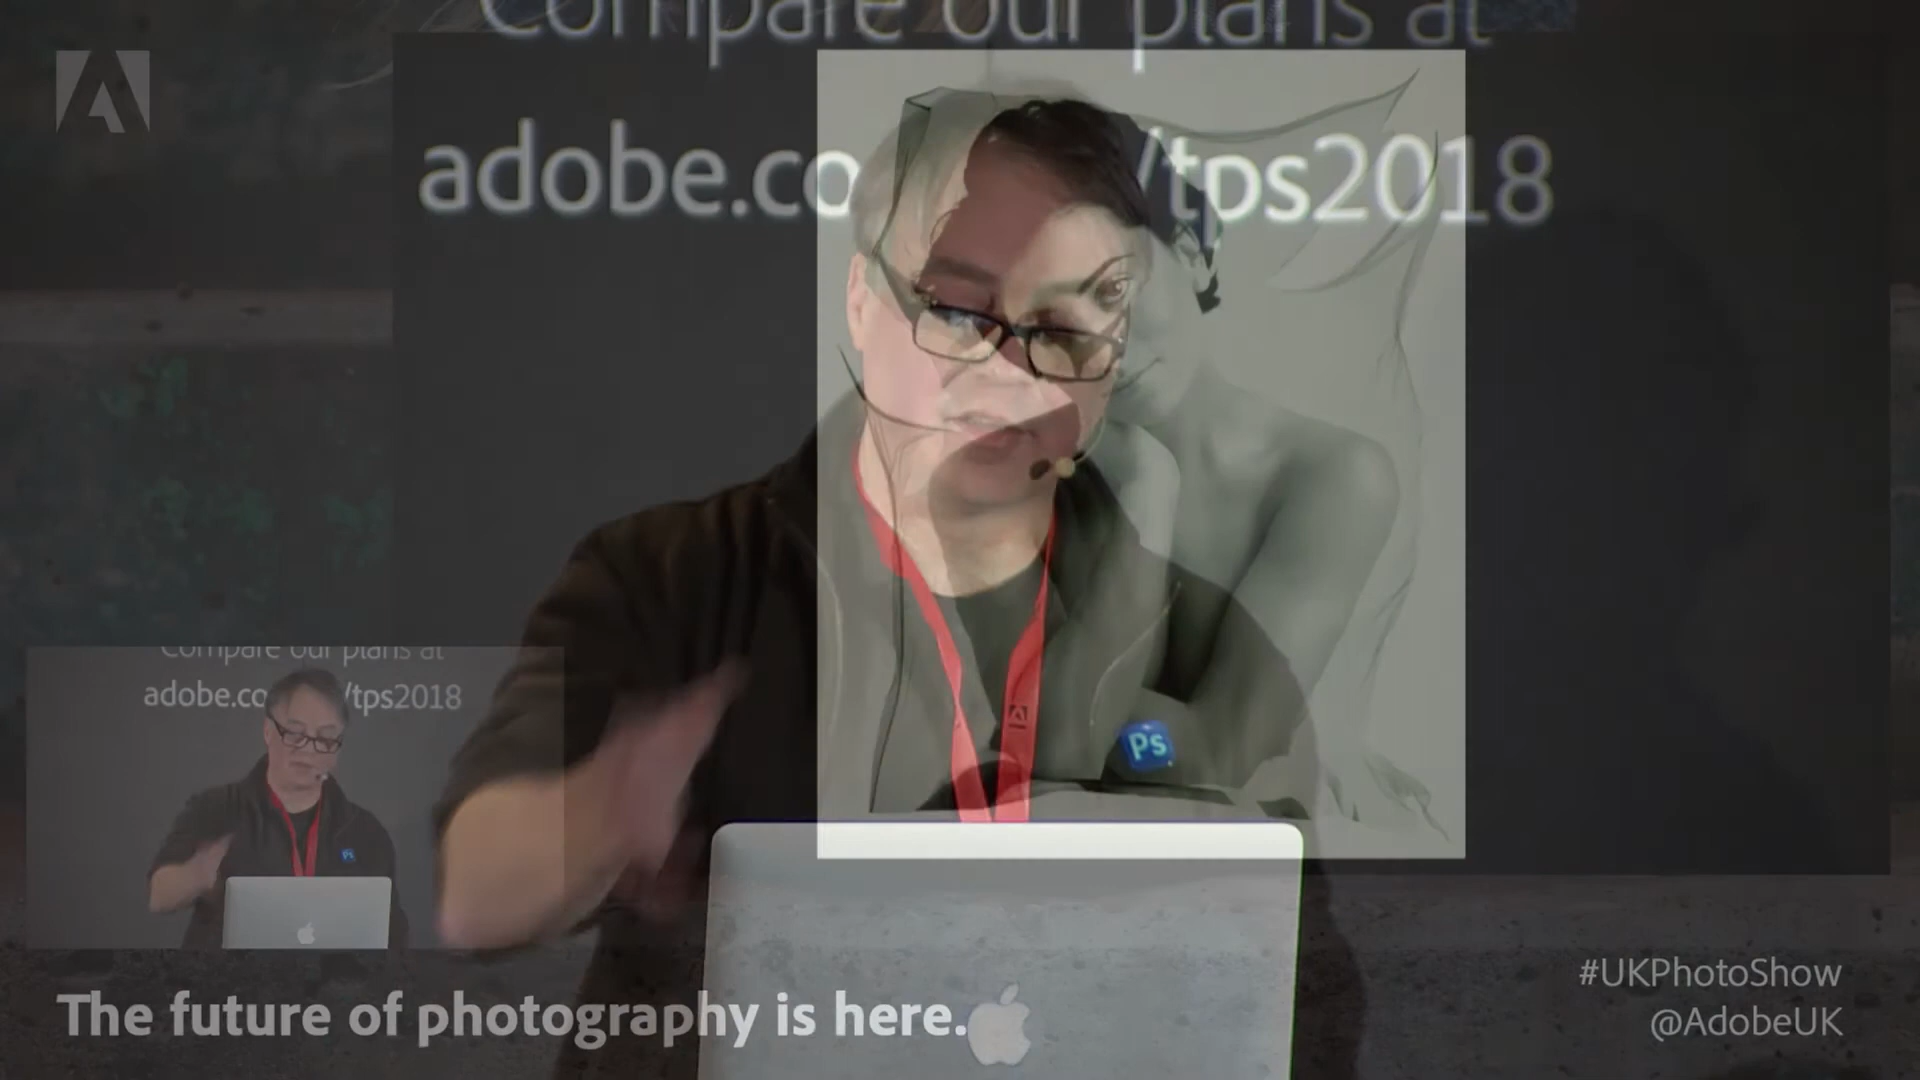 Compare our plans at
adobe.co /tps2018
Compare our plans at
adobe.co /tps2018
Ps
Ps
The future of photography is here.
#UKPhotoShow
@AdobeUK